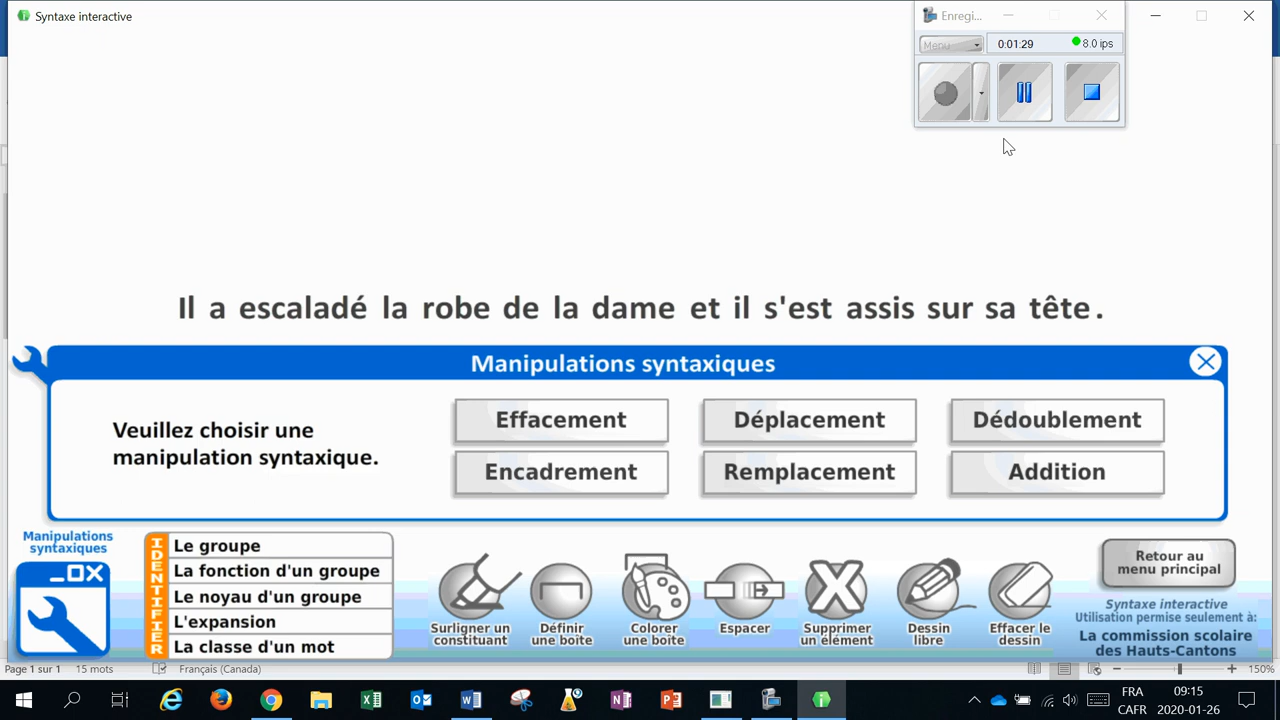 Syntaxe interactive
Enregi...
Menu
0:01:29
8.0 ips
Il a escaladé la robe de la dame et il s'est assis sur sa tête.
Manipulations syntaxiques
Veuillez choisir une
manipulation syntaxique.
Effacement
Déplacement
Dédoublement
Encadrement
Remplacement
Addition
Manipulations
syntaxiques
IDENTIFIER
Le groupe
La fonction d'un groupe
Le noyau d'un groupe
L'expansion
La classe d'un mot
Surligner un
constituant
Définir
une boîte
Colorer
une boîte
Espacer
Supprimer
un élément
Dessin
libre
Effacer le
dessin
Retour au
menu principal
Syntaxe interactive
Utilisation permise seulement à:
La commission scolaire
des Hauts-Cantons
Page 1 sur 1
15 mots
Français (Canada)
150%
FRA
CAFR
09:15
2020-01-26